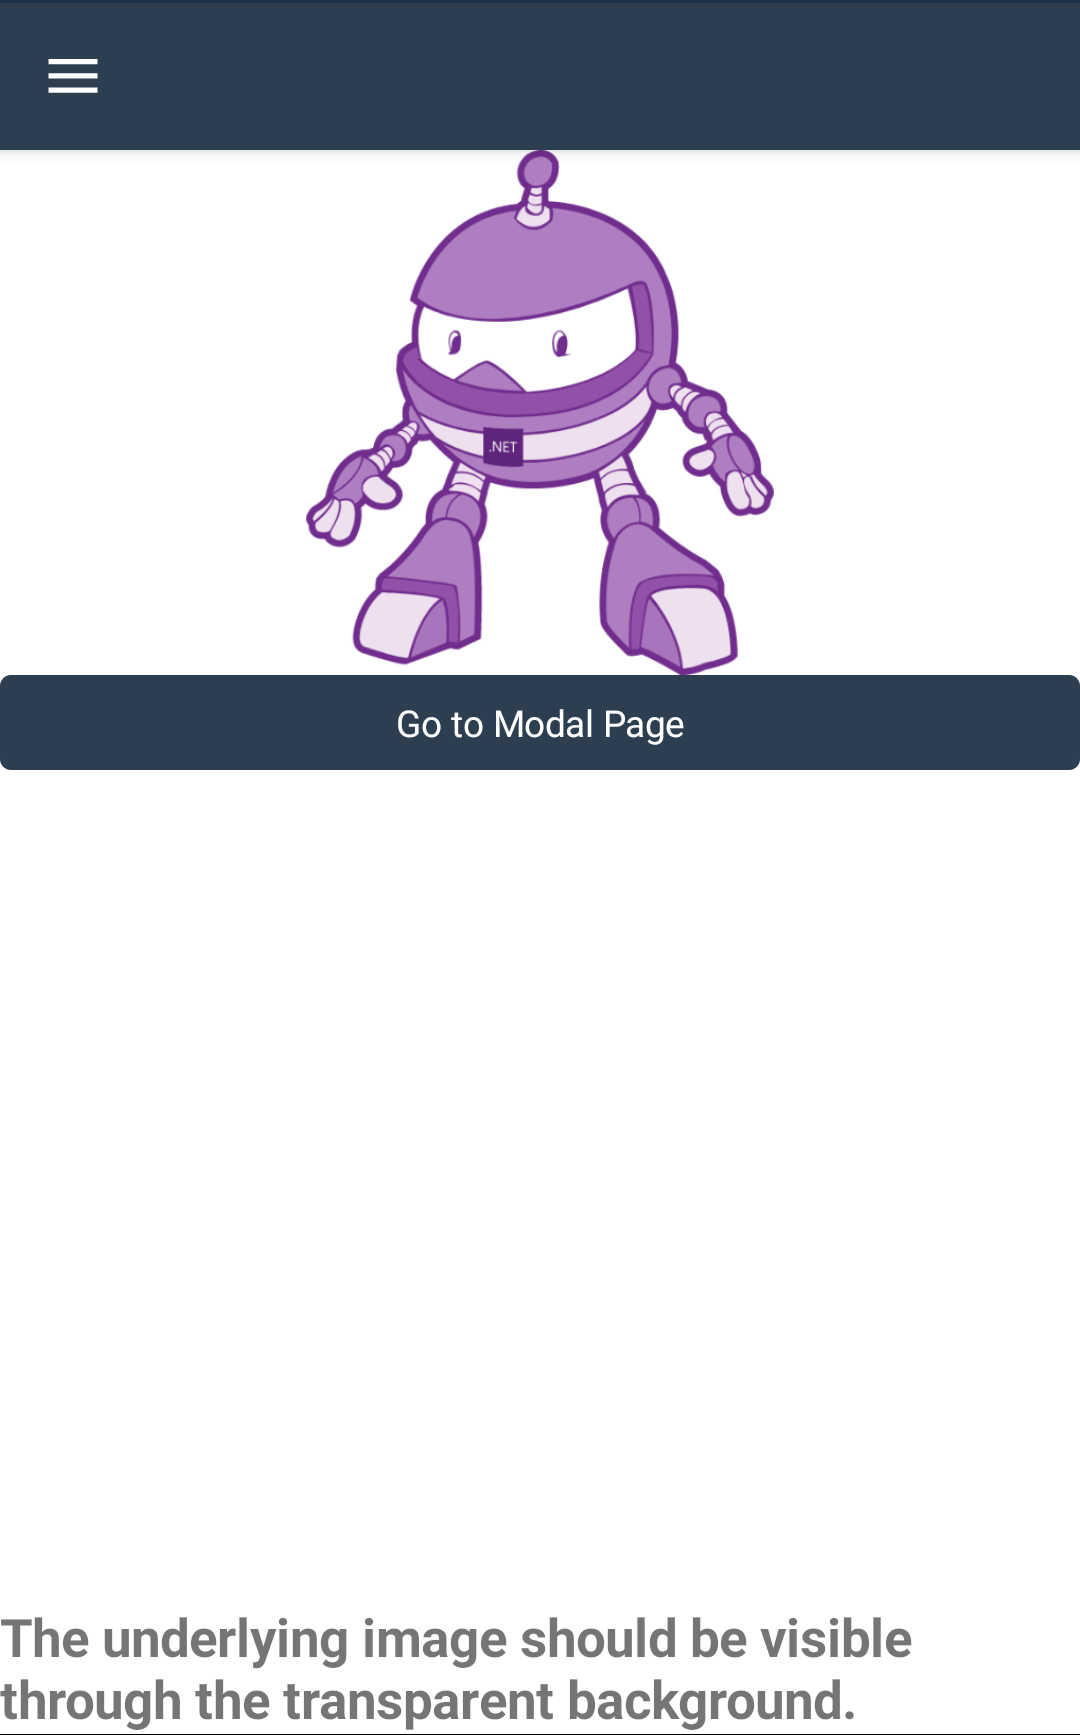 .NET
Go to Modal Page
The underlying image should be visible
through the transparent background.